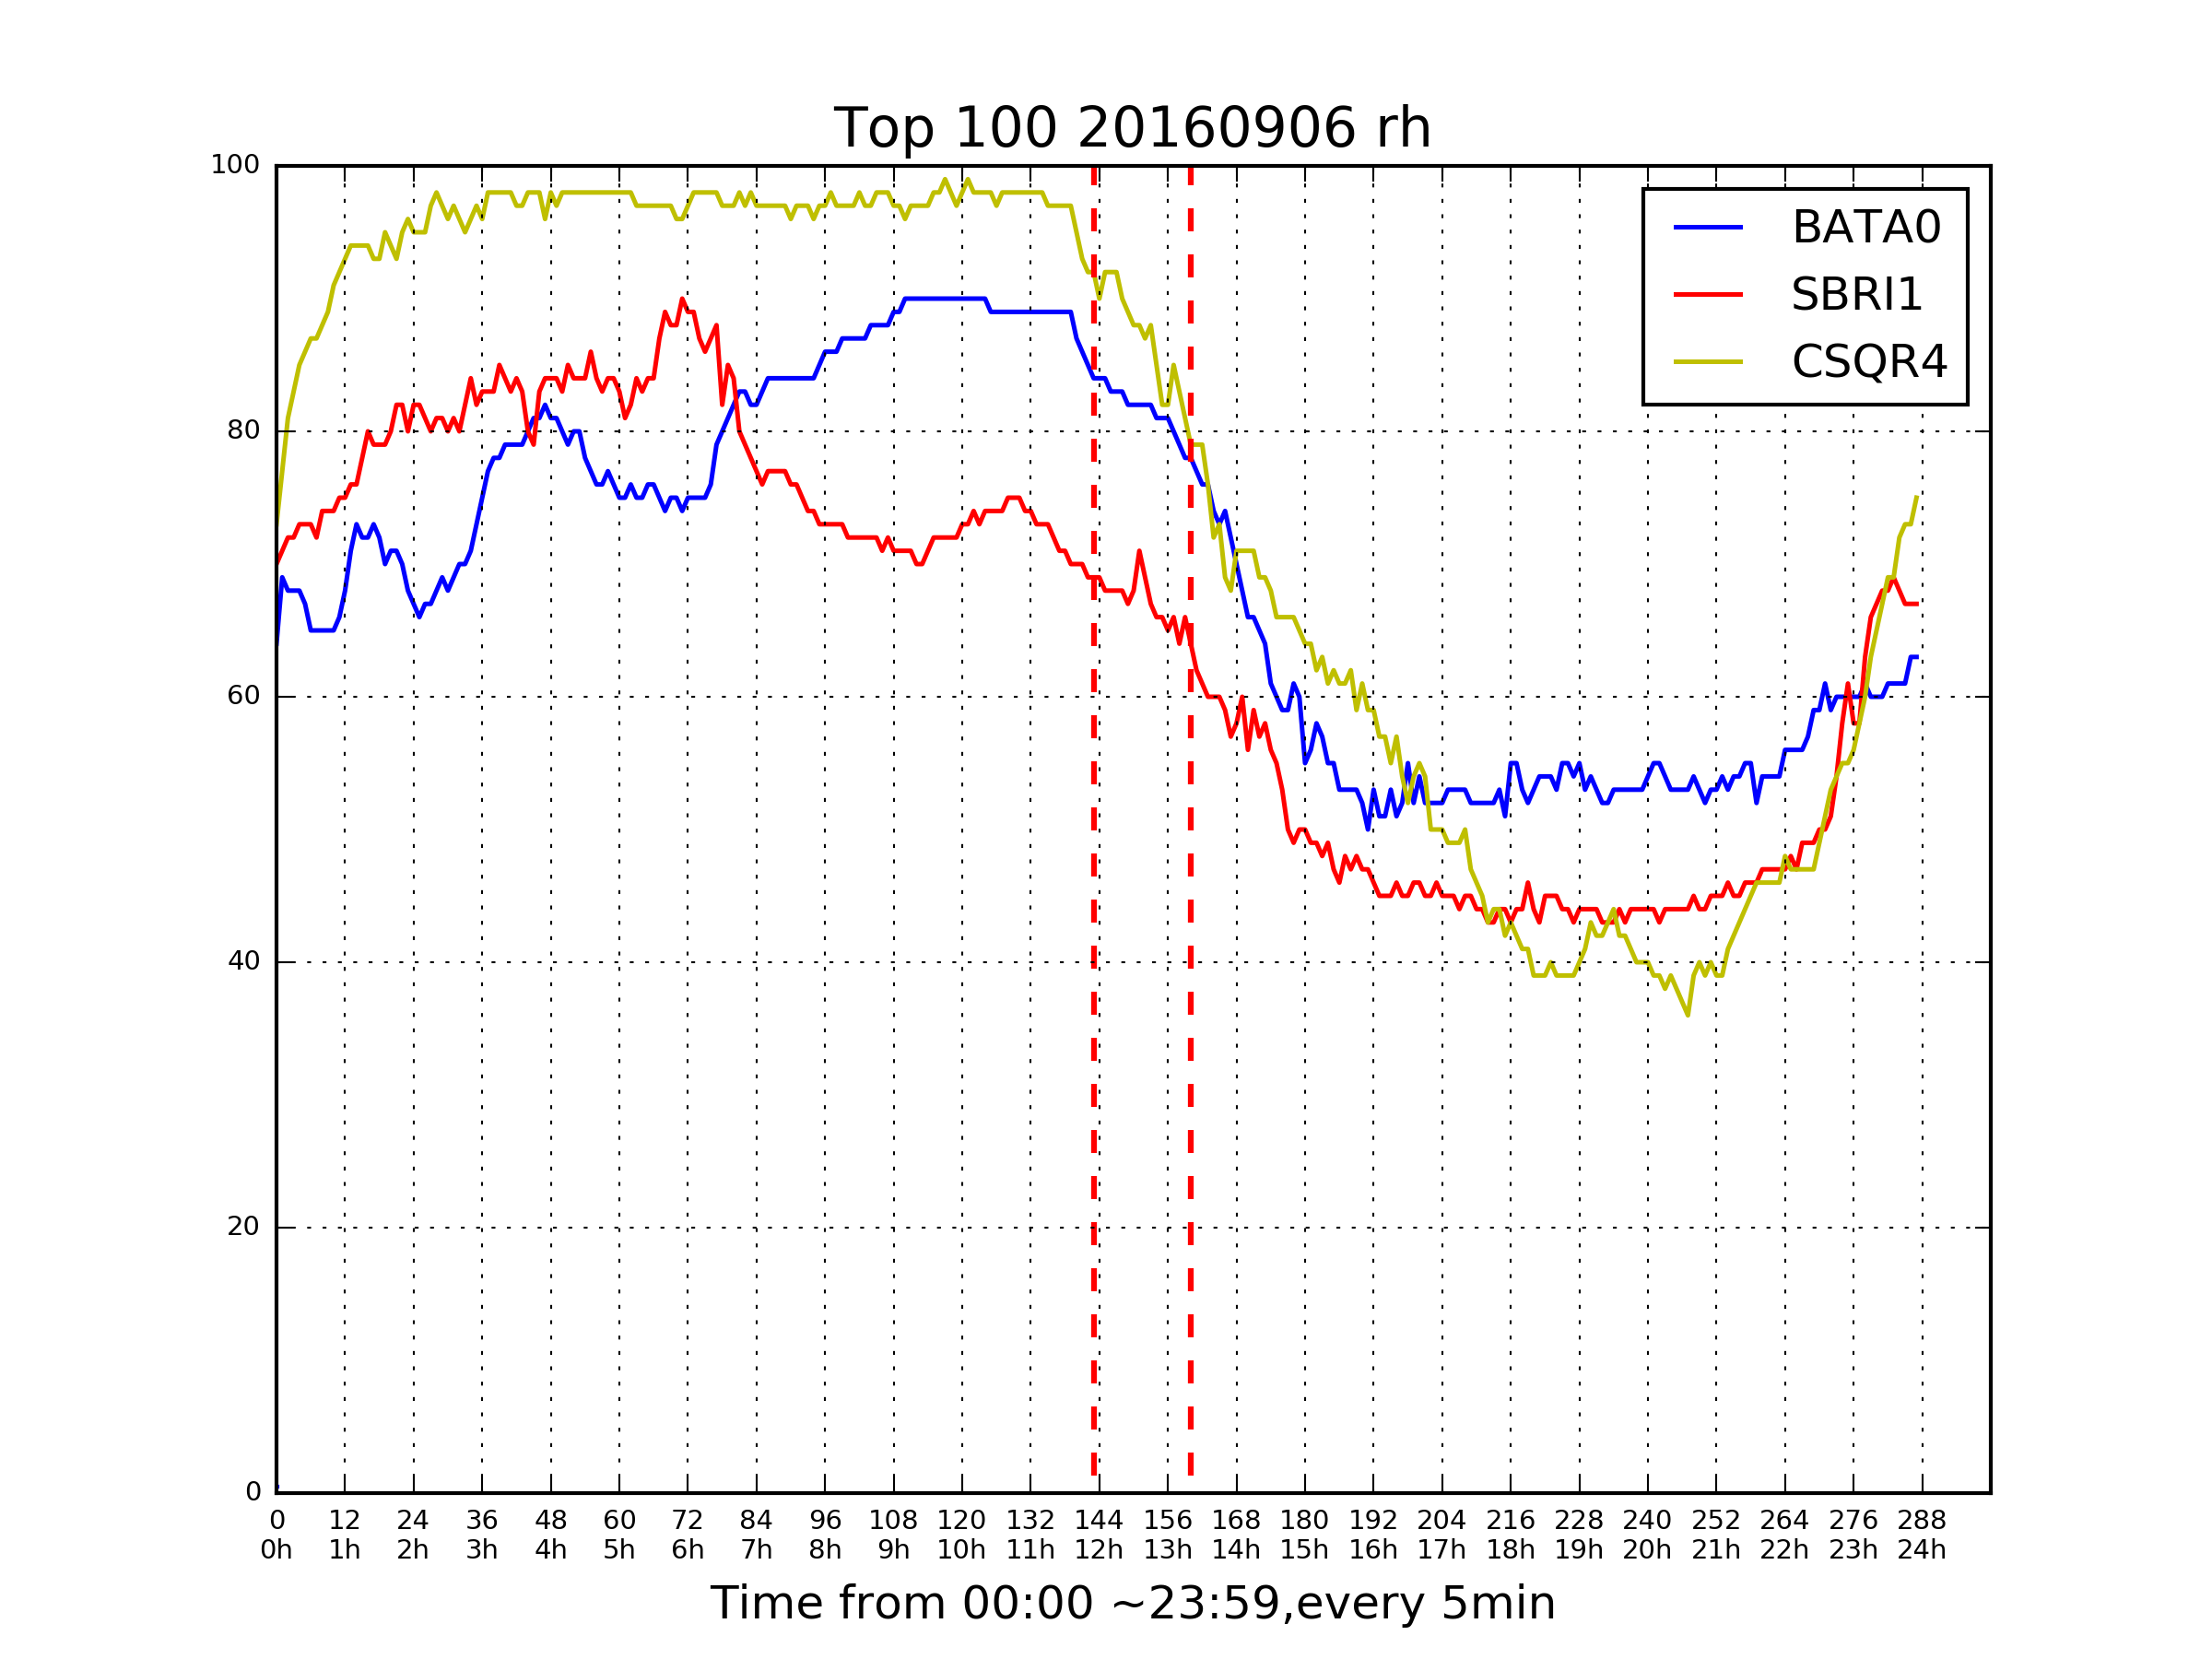 Top 100 20160906 rh
100
80
60
40
20
0
BATA0
SBRI1
CSQR4
0 12 24 36 48 60 72 84 96 108 120 132 144 156 168 180 192 204 216 228 240 252 264 276 288
0h 1h 2h 3h 4h 5h 6h 7h 8h 9h 10h 11h 12h 13h 14h 15h 16h 17h 18h 19h 20h 21h 22h 23h 24h
Time from 00:00 ~23:59,every 5min